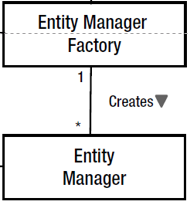 Entity Manager
Factory
1
Creates▼
*
Entity
Manager